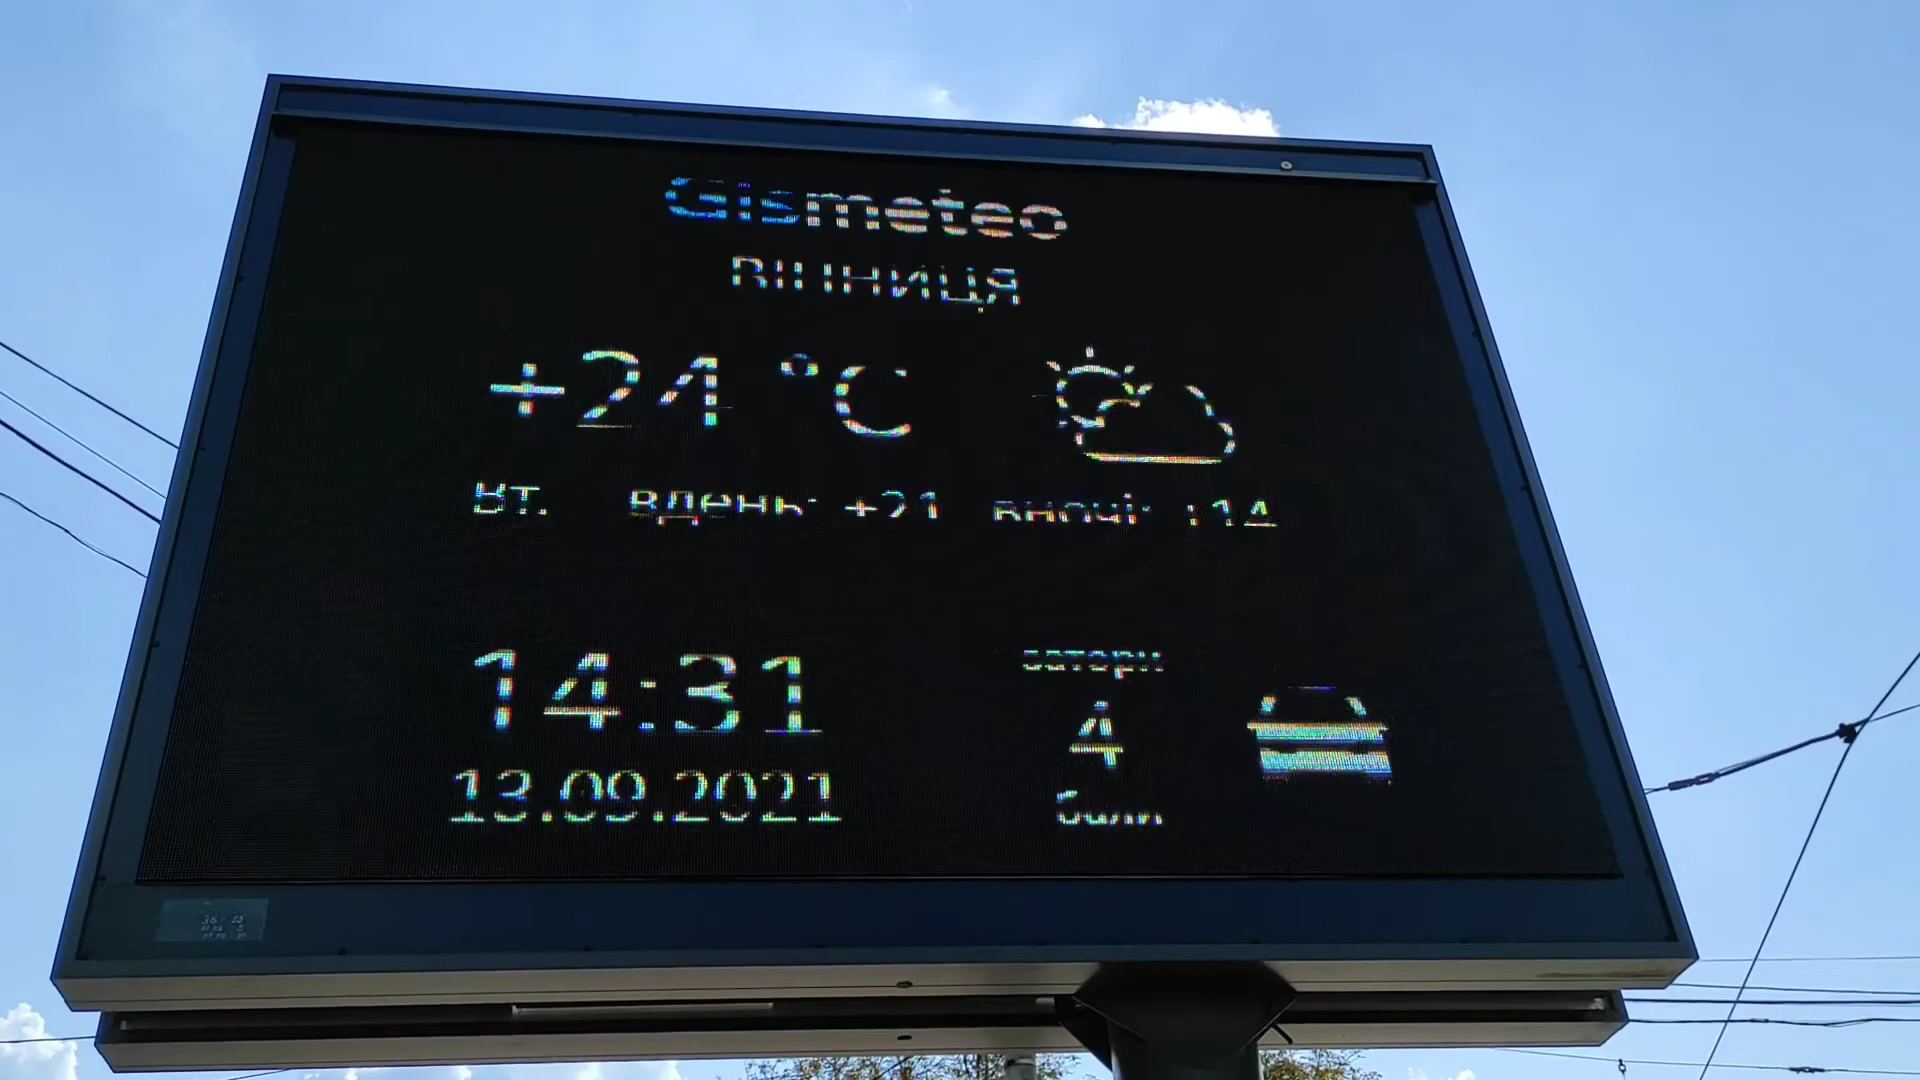 Gismeteo
ВІННИЦЯ
+24 °C
Вт. вдень: +21 вночі: +14
14:31
затори
4
бали
13.09.2021